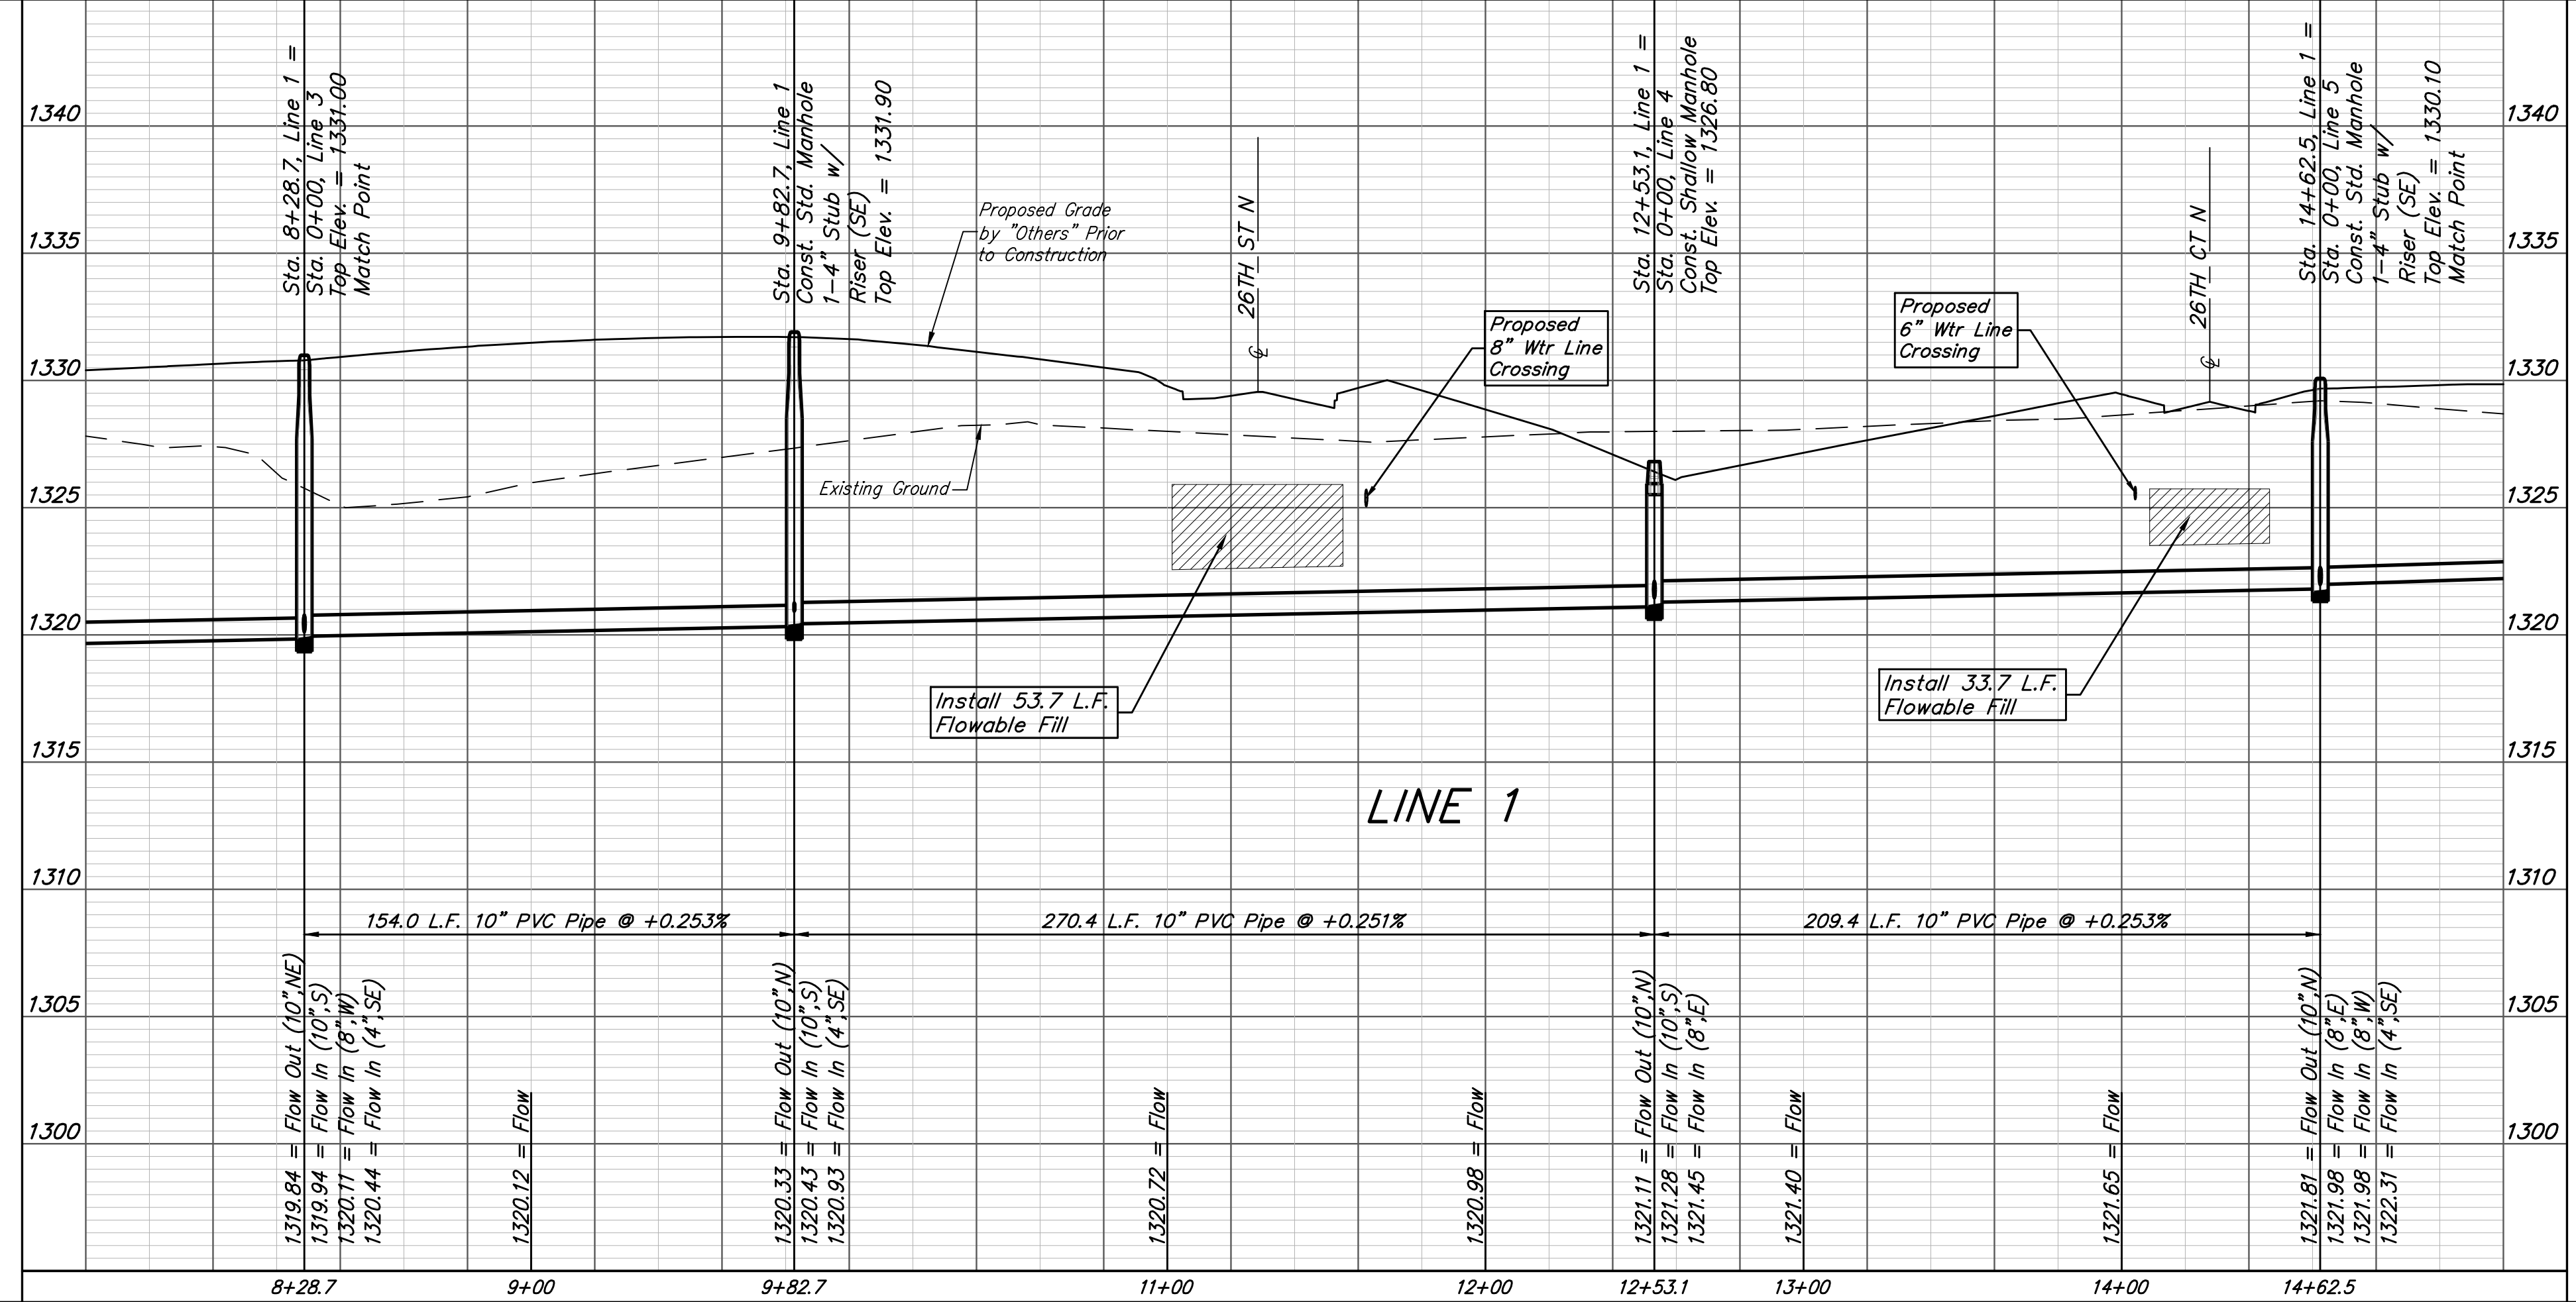 Sta. 8+28.7, Line 1 =
Sta. 0+00, Line 3
Top Elev. = 1331.00
Match Point
Sta. 9+82.7, Line 1
Const. Std. Manhole
1-4" Stub w/
Riser (SE)
Top Elev. = 1331.90
Sta. 12+53.1, Line 1 =
Sta. 0+00, Line 4
Const. Shallow Manhole
Top Elev. = 1326.80
Sta. 14+62.5, Line 1 =
Sta. 0+00, Line 5
Const. Std. Manhole
1-4" Stub w/
Riser (SE)
Top Elev. = 1330.10
Match Point
1340
1335
1330
1325
1320
1315
1310
1305
1300
1340
1335
1330
1325
1320
1315
1310
1305
1300
Proposed Grade
by "Others" Prior
to Construction
26TH ST N
℄
Proposed
8" Wtr Line
Crossing
Proposed
6" Wtr Line
Crossing
26TH CT N
℄
Existing Ground
Install 53.7 L.F.
Flowable Fill
Install 33.7 L.F.
Flowable Fill
LINE 1
154.0 L.F. 10" PVC Pipe @ +0.253%
270.4 L.F. 10" PVC Pipe @ +0.251%
209.4 L.F. 10" PVC Pipe @ +0.253%
1319.84 = Flow Out (10",NE)
1319.94 = Flow In (10",S)
1320.11 = Flow In (8",W)
1320.44 = Flow In (4",SE)
1320.12 = Flow
1320.33 = Flow Out (10",N)
1320.43 = Flow In (10",S)
1320.93 = Flow In (4",SE)
1320.72 = Flow
1320.98 = Flow
1321.11 = Flow Out (10",N)
1321.28 = Flow In (10",S)
1321.45 = Flow In (8",E)
1321.40 = Flow
1321.65 = Flow
1321.81 = Flow Out (10",N)
1321.98 = Flow In (8",E)
1321.98 = Flow In (8",W)
1322.31 = Flow In (4",SE)
8+28.7
9+00
9+82.7
11+00
12+00
12+53.1
13+00
14+00
14+62.5